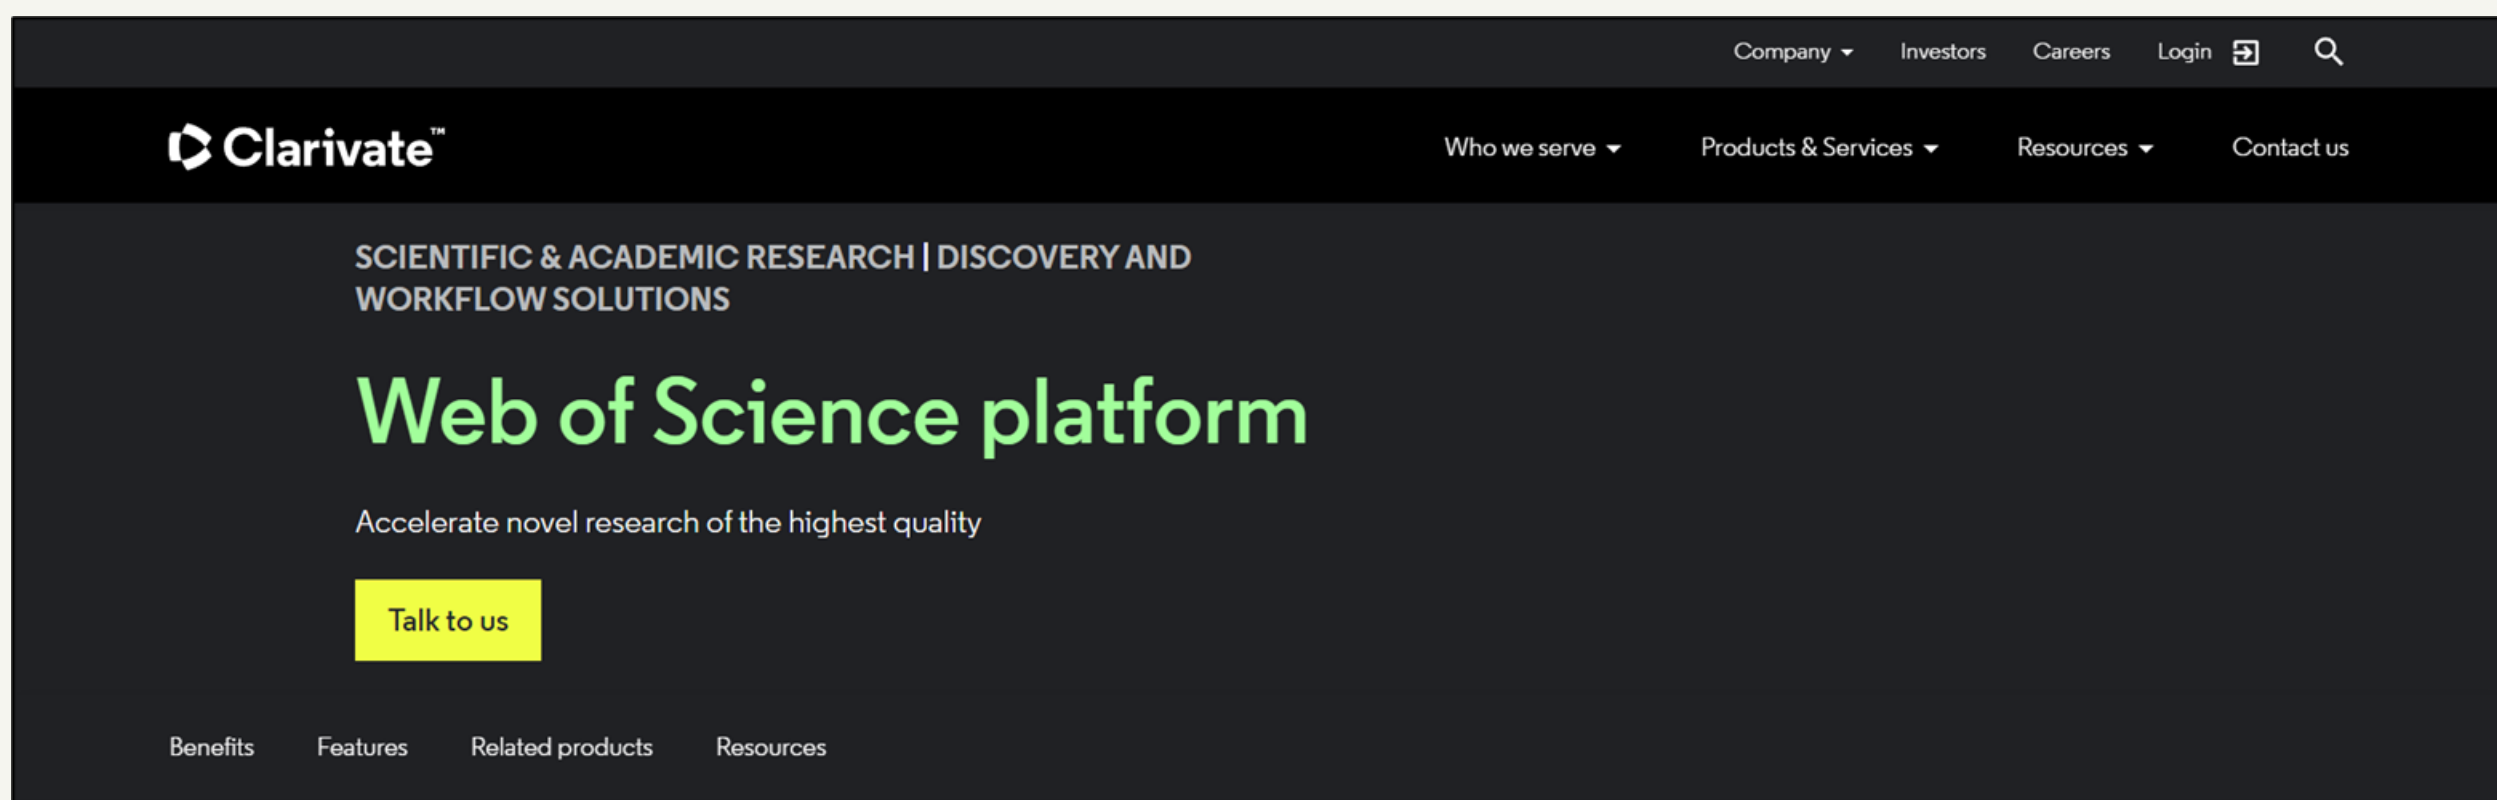 Company Investors Careers Login
Clarivate™
Who we serve Products & Services Resources Contact us
SCIENTIFIC & ACADEMIC RESEARCH | DISCOVERY AND
WORKFLOW SOLUTIONS
Web of Science platform
Accelerate novel research of the highest quality
Talk to us
Benefits Features Related products Resources